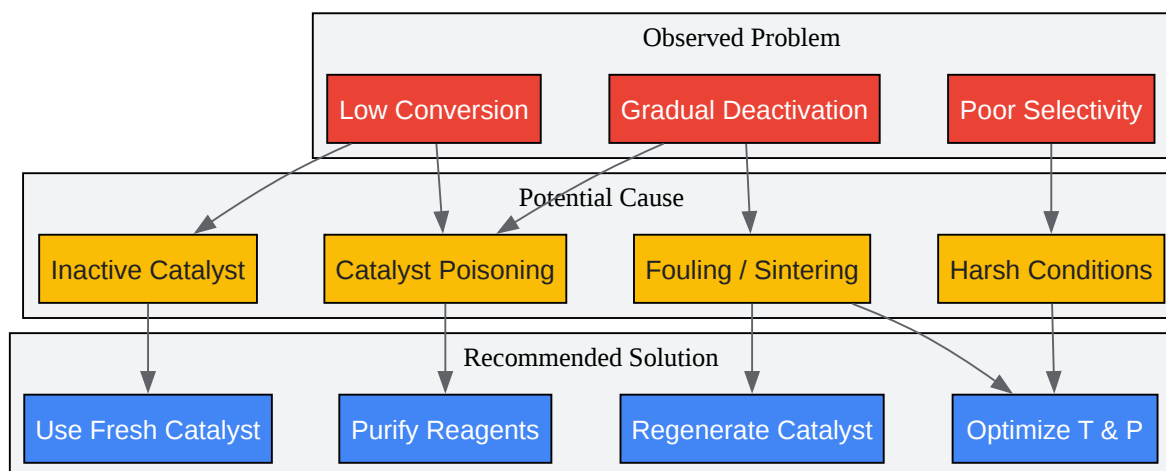 Observed Problem
Low Conversion
Gradual Deactivation
Poor Selectivity
Potential Cause
Inactive Catalyst
Catalyst Poisoning
Fouling / Sintering
Harsh Conditions
Recommended Solution
Use Fresh Catalyst
Purify Reagents
Regenerate Catalyst
Optimize T & P